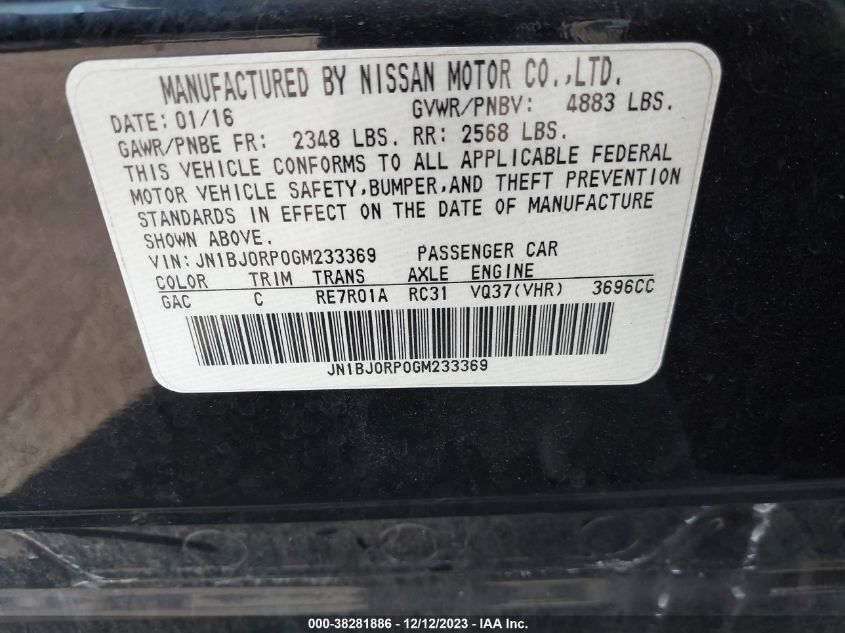 MANUFACTURED BY NISSAN MOTOR CO.,LTD.
DATE: 01/16 GVWR/PNBV: 4883 LBS.
GAWR/PNBE FR: 2348 LBS. RR: 2568 LBS.
THIS VEHICLE CONFORMS TO ALL APPLICABLE FEDERAL
MOTOR VEHICLE SAFETY,BUMPER,AND THEFT PREVENTION
STANDARDS IN EFFECT ON THE DATE OF MANUFACTURE
SHOWN ABOVE.
VIN: JN1BJ0RP0GM233369 PASSENGER CAR
COLOR TRIM TRANS AXLE ENGINE
GAC C RE7R01A RC31 VQ37(VHR) 3696CC
JN1BJ0RP0GM233369
000-38281886 - 12/12/2023 - IAA Inc.